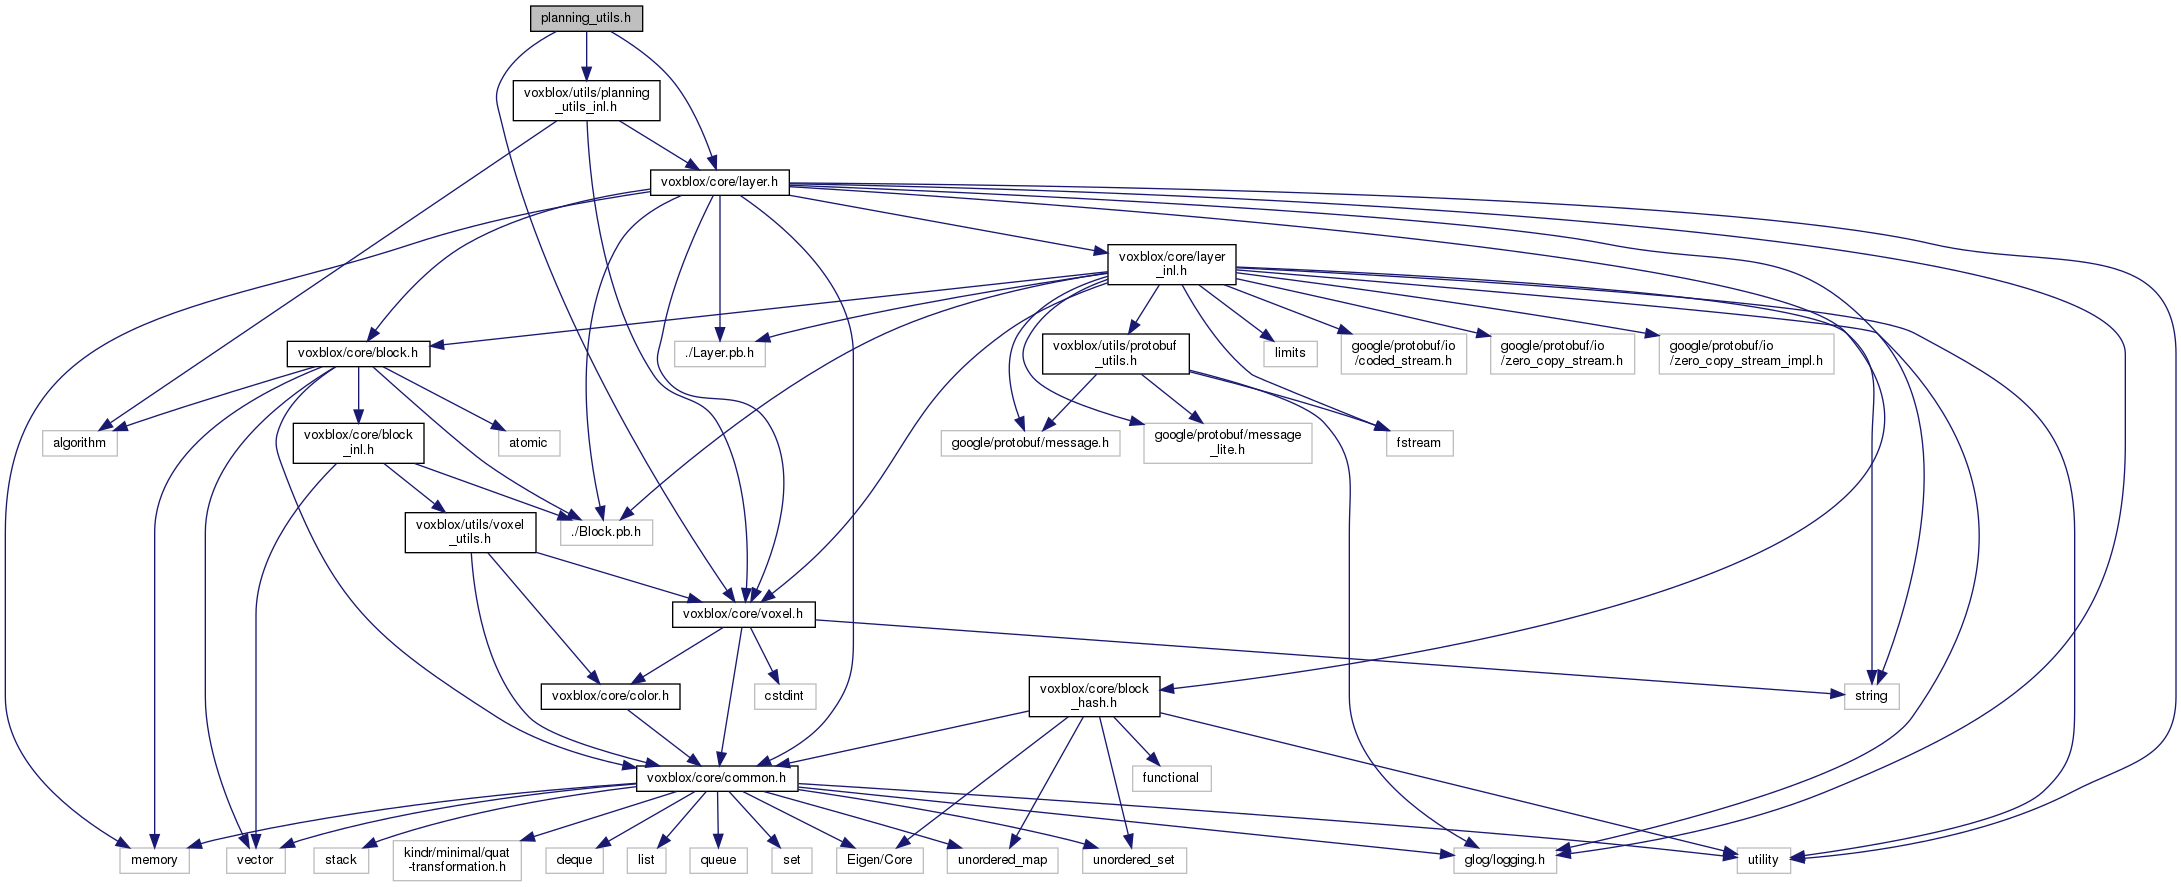 planning_utils.h
voxblox/utils/planning
_utils_inl.h
voxblox/core/layer.h
voxblox/core/layer
_inl.h
voxblox/core/block.h
./Layer.pb.h
voxblox/utils/protobuf
_utils.h
limits
google/protobuf/io
/coded_stream.h
google/protobuf/io
/zero_copy_stream.h
google/protobuf/io
/zero_copy_stream_impl.h
algorithm
voxblox/core/block
_inl.h
atomic
google/protobuf/message.h
google/protobuf/message
_lite.h
fstream
voxblox/utils/voxel
_utils.h
./Block.pb.h
voxblox/core/voxel.h
voxblox/core/color.h
cstdint
voxblox/core/block
_hash.h
string
voxblox/core/common.h
functional
memory
vector
stack
kindr/minimal/quat
-transformation.h
deque
list
queue
set
Eigen/Core
unordered_map
unordered_set
glog/logging.h
utility